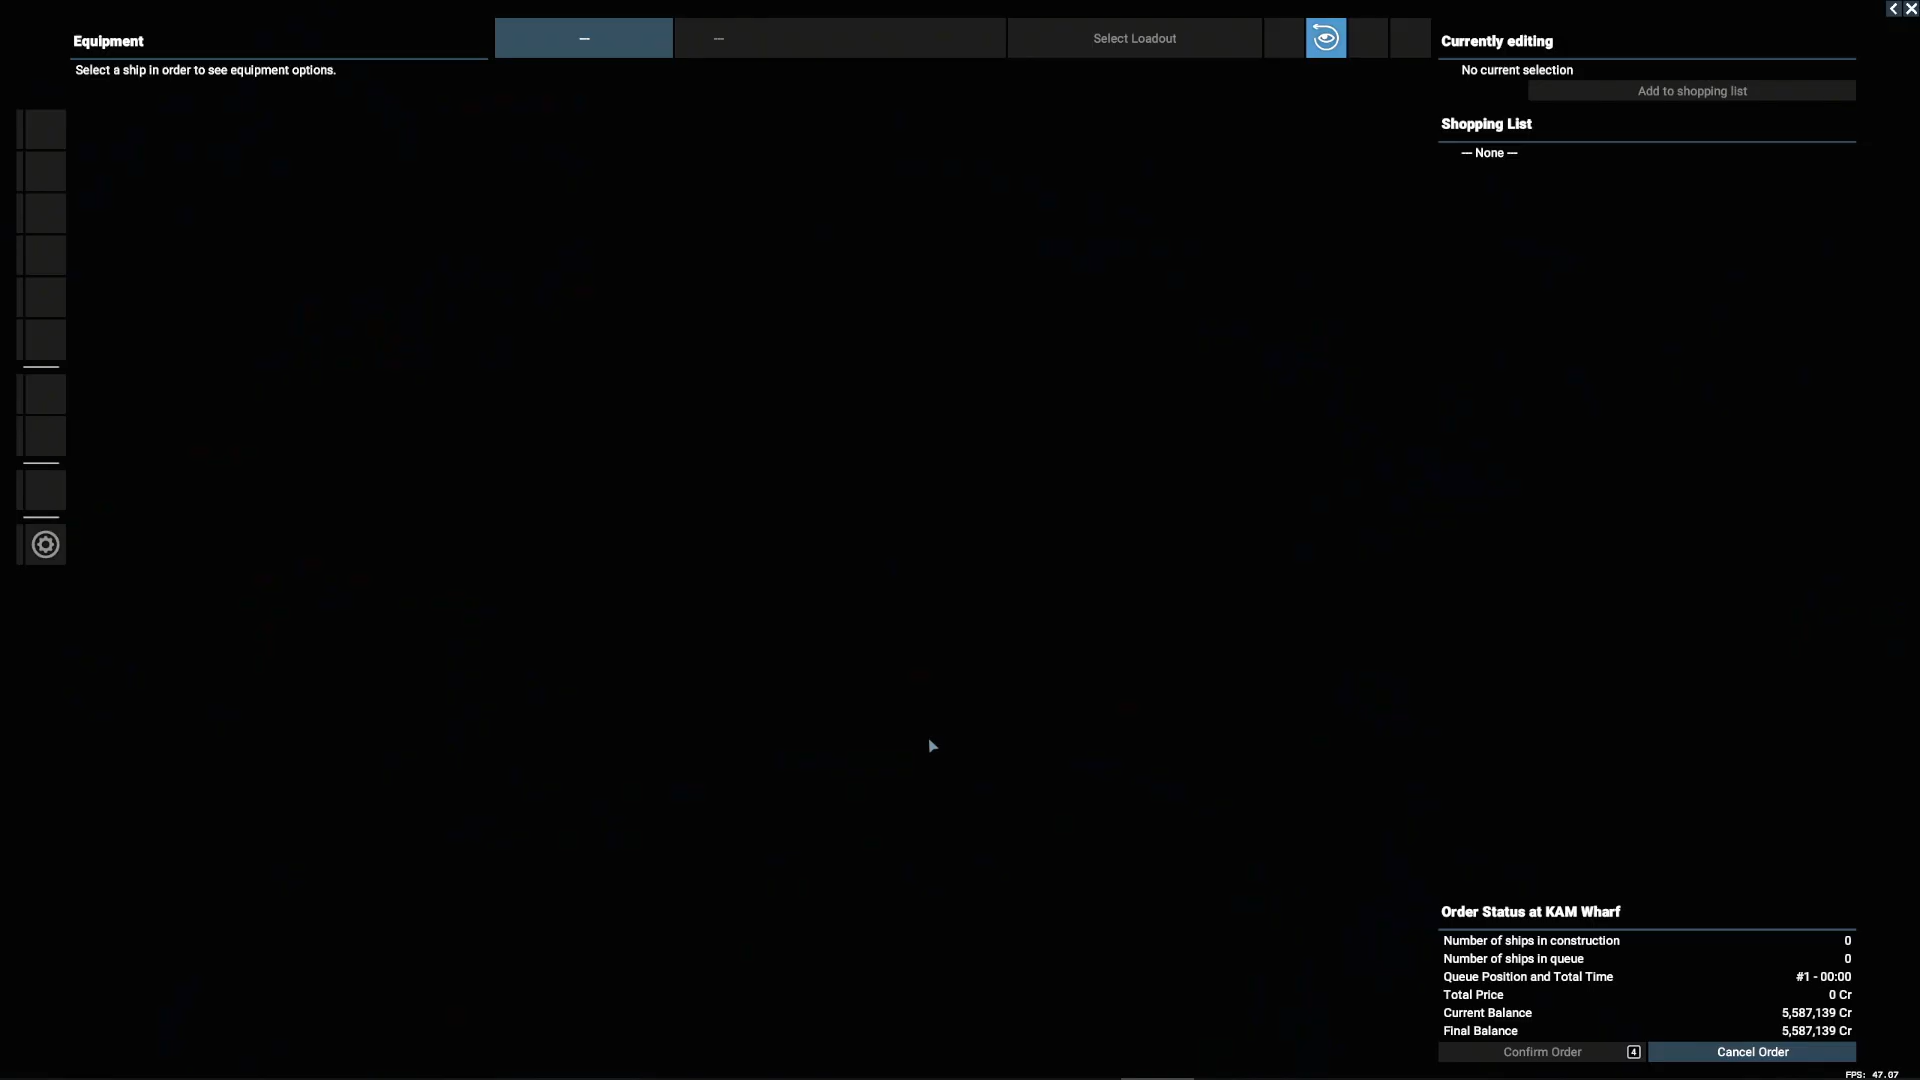 Equipment
Select a ship in order to see equipment options.
---
---
Select Loadout
Currently editing
No current selection
Add to shopping list
Shopping List
— None —
Order Status at KAM Wharf
Number of ships in construction 0
Number of ships in queue 0
Queue Position and Total Time #1 - 00:00
Total Price 0 Cr
Current Balance 5,587,139 Cr
Final Balance 5,587,139 Cr
Confirm Order 4 Cancel Order
FPS: 47.07